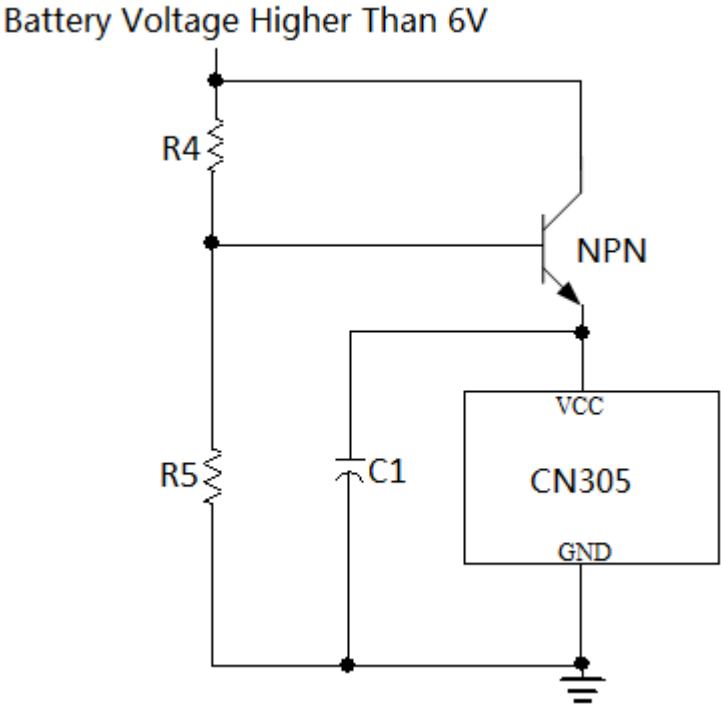 Battery Voltage Higher Than 6V
R4
NPN
VCC
R5
C1
CN305
GND